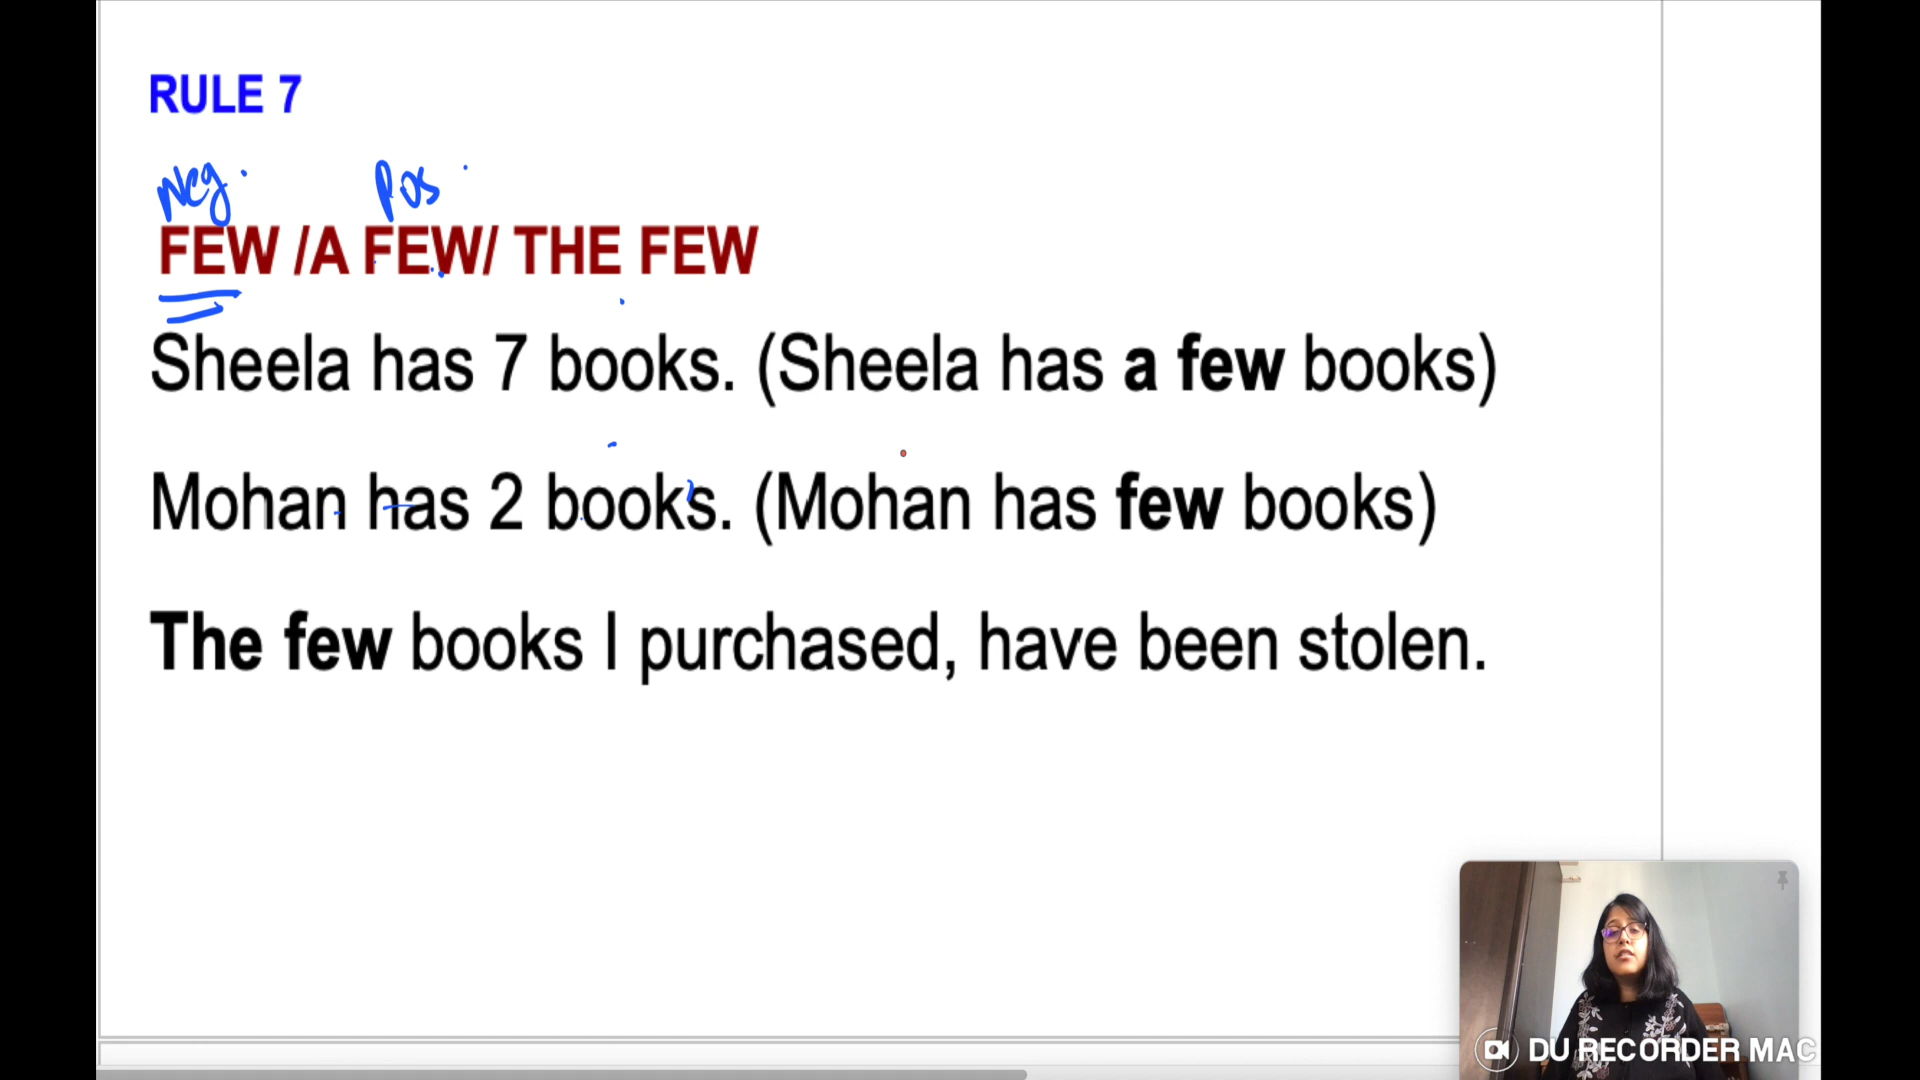 RULE 7
Neg. Pos
FEW /A FEW/ THE FEW
Sheela has 7 books. (Sheela has a few books)
Mohan has 2 books. (Mohan has few books)
The few books I purchased, have been stolen.
DU RECORDER MAC